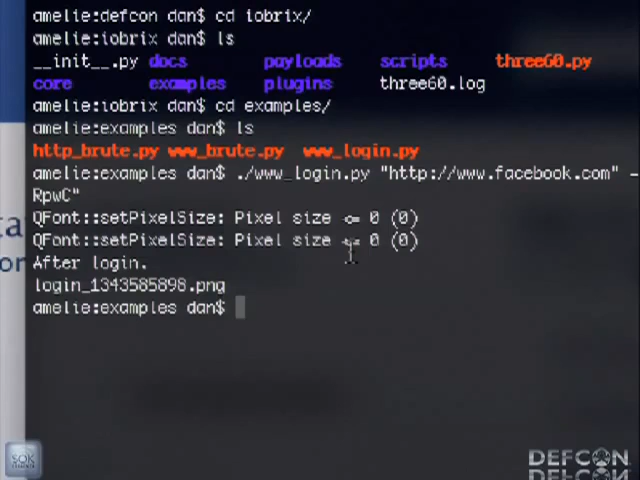 amelie:defcon dan$ cd iobrix/
amelie:iobrix dan$ ls
__init__.py docs payloads scripts three60.py
core examples plugins three60.log
amelie:iobrix dan$ cd examples/
amelie:examples dan$ ls
http_brute.py www_brute.py www_login.py
amelie:examples dan$ ./www_login.py "http://www.facebook.com" -
RpwC"
QFont::setPixelSize: Pixel size <= 0 (0)
QFont::setPixelSize: Pixel size <= 0 (0)
After login.
login_1343585898.png
amelie:examples dan$
ta
on
SOK
DEFCON